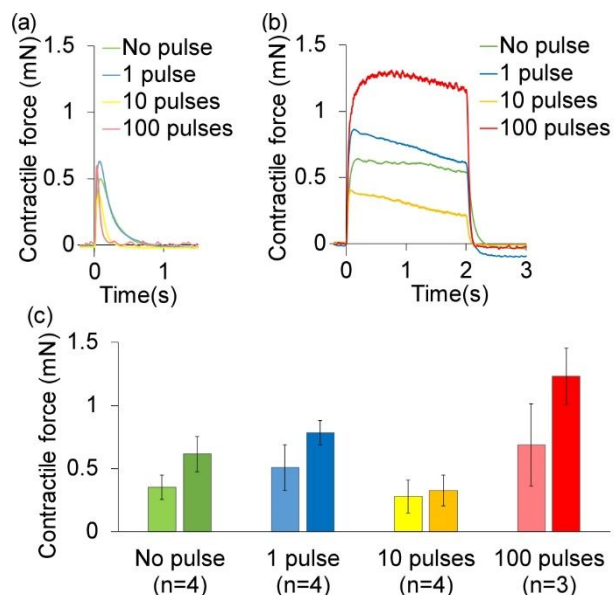 (a)
Contractile force (mN)
1.5
1
0.5
0
No pulse
1 pulse
10 pulses
100 pulses
0
1
Time(s)
(b)
Contractile force (mN)
1.5
1
0.5
0
No pulse
1 pulse
10 pulses
100 pulses
0
1
2
3
Time(s)
(c)
Contractile force (mN)
1.5
1
0.5
0
No pulse
(n=4)
1 pulse
(n=4)
10 pulses
(n=4)
100 pulses
(n=3)